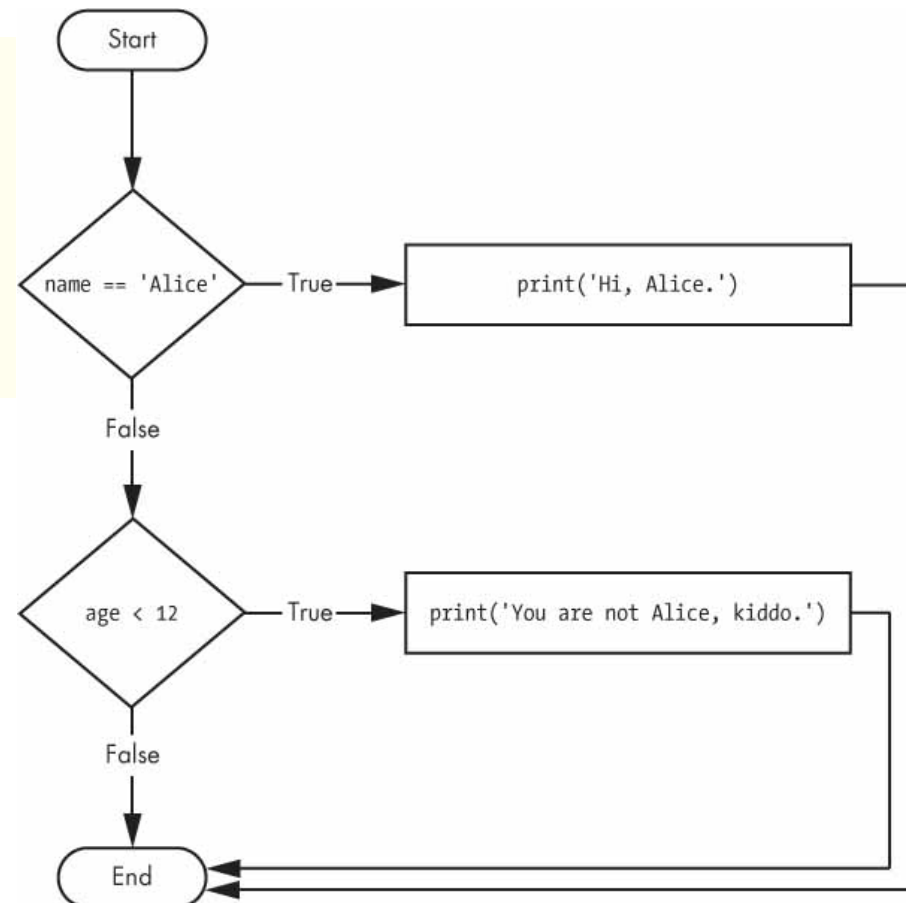 Start
name == 'Alice'
True
print('Hi, Alice.')
False
age < 12
True
print('You are not Alice, kiddo.')
False
End